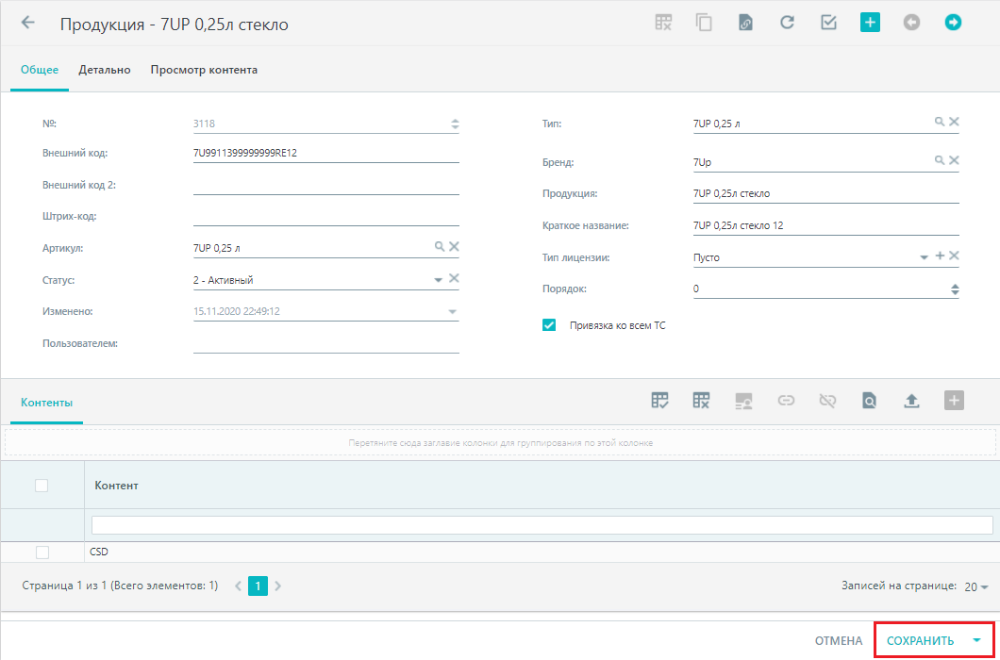 Продукция - 7UP 0,25л стекло
Общее Детально Просмотр контента
№: 3118
Внешний код: 7U9911399999999RE12
Внешний код 2:
Штрих-код:
Артикул: 7UP 0,25 л
Статус: 2 - Активный
Изменено: 15.11.2020 22:49:12
Пользователем:
Тип: 7UP 0,25 л
Бренд: 7Up
Продукция: 7UP 0,25л стекло
Краткое название: 7UP 0,25л стекло 12
Тип лицензии: Пусто
Порядок: 0
Привязка ко всем ТС
Контенты
Перетяните сюда заглавие колонки для группирования по этой колонке
Контент
CSD
Страница 1 из 1 (Всего элементов: 1) 1 Записей на странице: 20
ОТМЕНА СОХРАНИТЬ